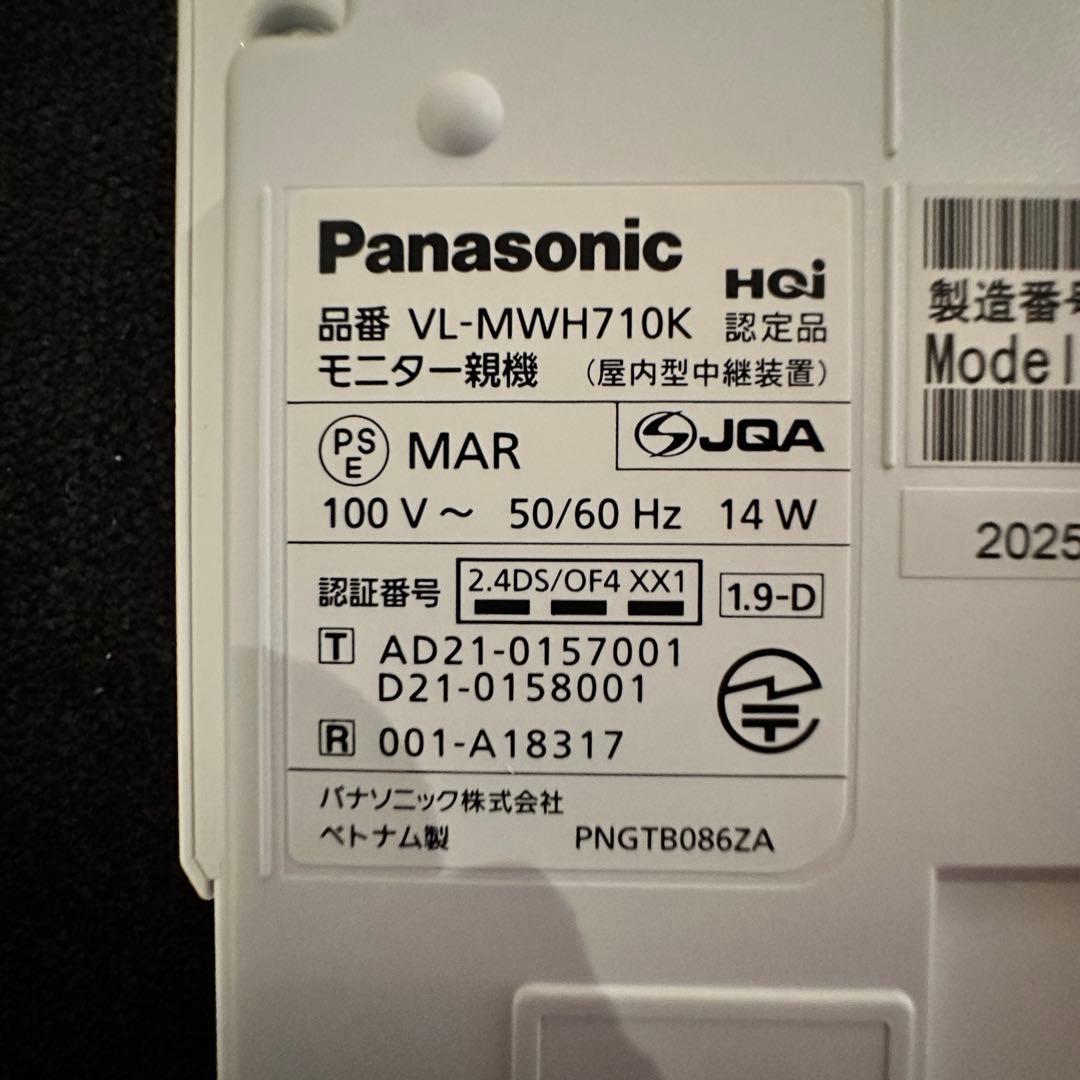 Panasonic
HQi
品番 VL-MWH710K 認定品
モニター親機 (屋内型中継装置)
PSE MAR JQA
100 V～ 50/60 Hz 14 W
認証番号 2.4DS/OF4 XX1 1.9-D
T AD21-0157001
D21-0158001
R 001-A18317
パナソニック株式会社
ベトナム製 PNGTB086ZA
製造番号
Model
2025